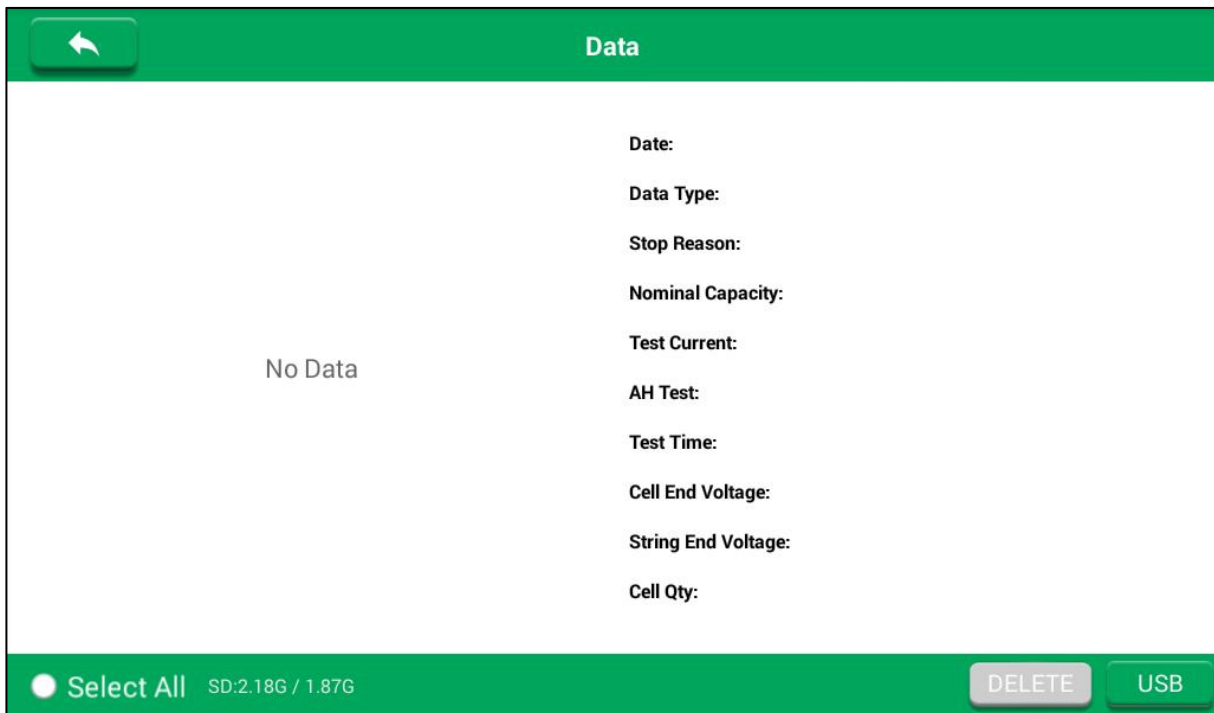 Data
No Data
Date:
Data Type:
Stop Reason:
Nominal Capacity:
Test Current:
AH Test:
Test Time:
Cell End Voltage:
String End Voltage:
Cell Qty:
Select All SD:2.18G / 1.87G DELETE USB